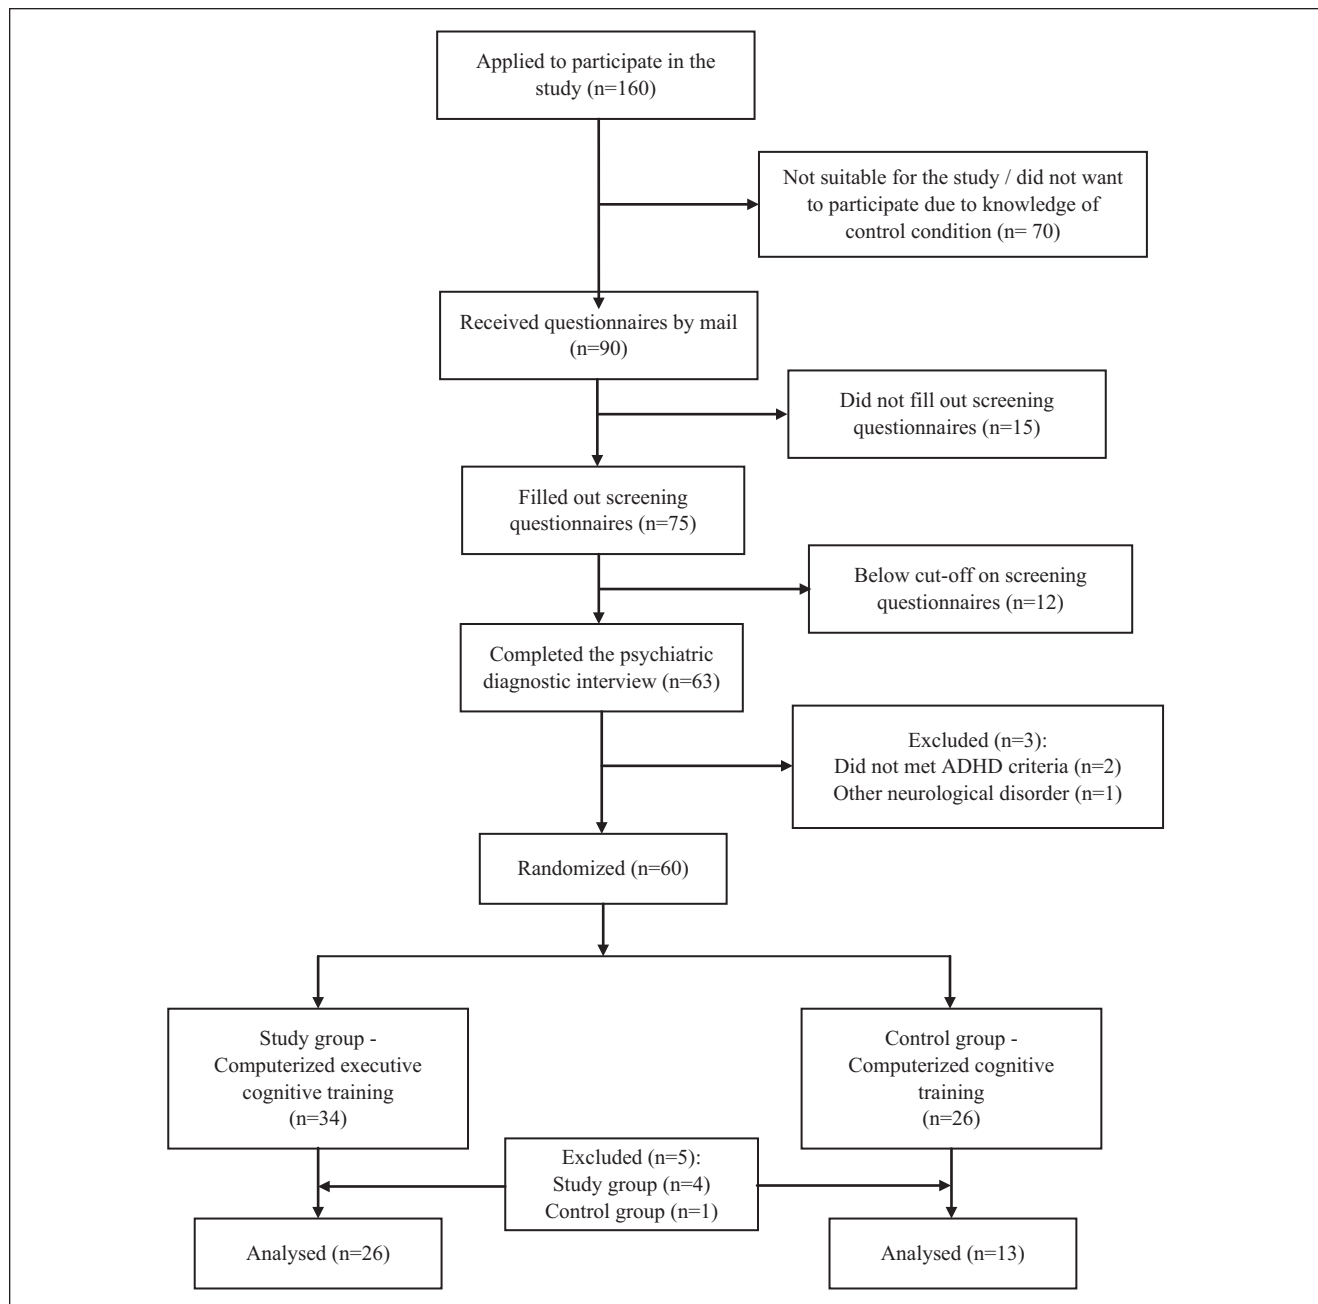 Applied to participate in the
study (n=160)
Not suitable for the study / did not want
to participate due to knowledge of
control condition (n= 70)
Received questionnaires by mail
(n=90)
Did not fill out screening
questionnaires (n=15)
Filled out screening
questionnaires (n=75)
Below cut-off on screening
questionnaires (n=12)
Completed the psychiatric
diagnostic interview (n=63)
Excluded (n=3):
Did not met ADHD criteria (n=2)
Other neurological disorder (n=1)
Randomized (n=60)
Study group -
Computerized executive
cognitive training
(n=34)
Control group -
Computerized cognitive
training
(n=26)
Excluded (n=5):
Study group (n=4)
Control group (n=1)
Analysed (n=26)
Analysed (n=13)